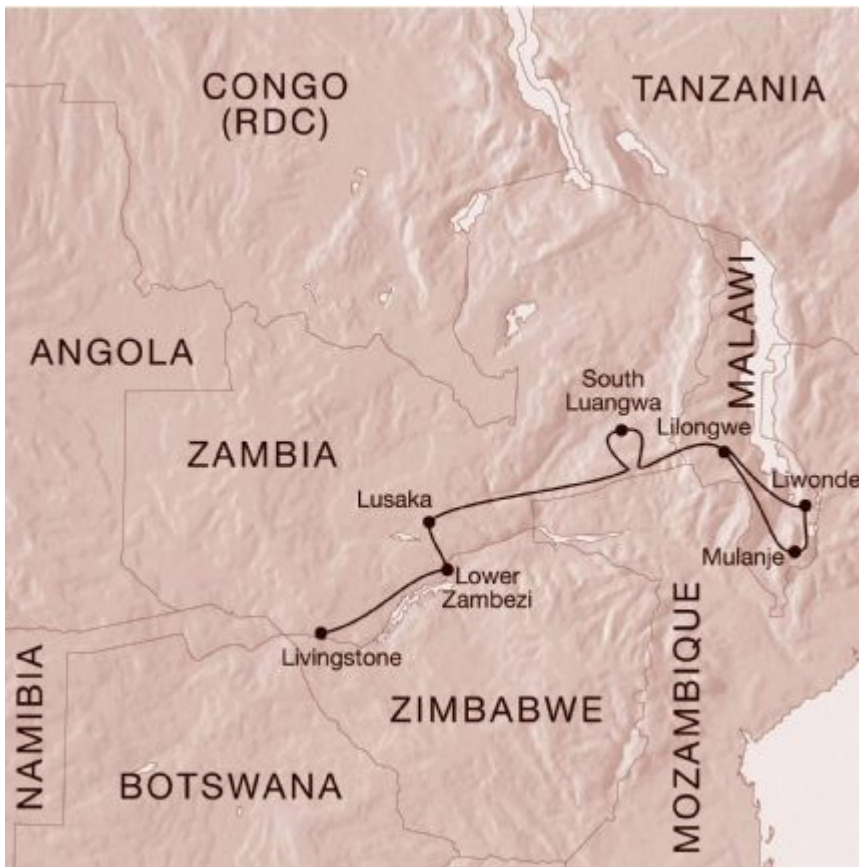 CONGO
(RDC)
TANZANIA
ANGOLA
MALAWI
South
Luangwa
Lilongwe
ZAMBIA
Liwonde
Lusaka
Mulanje
Lower
Zambezi
Livingstone
NAMIBIA
ZIMBABWE
MOZAMBIQUE
BOTSWANA